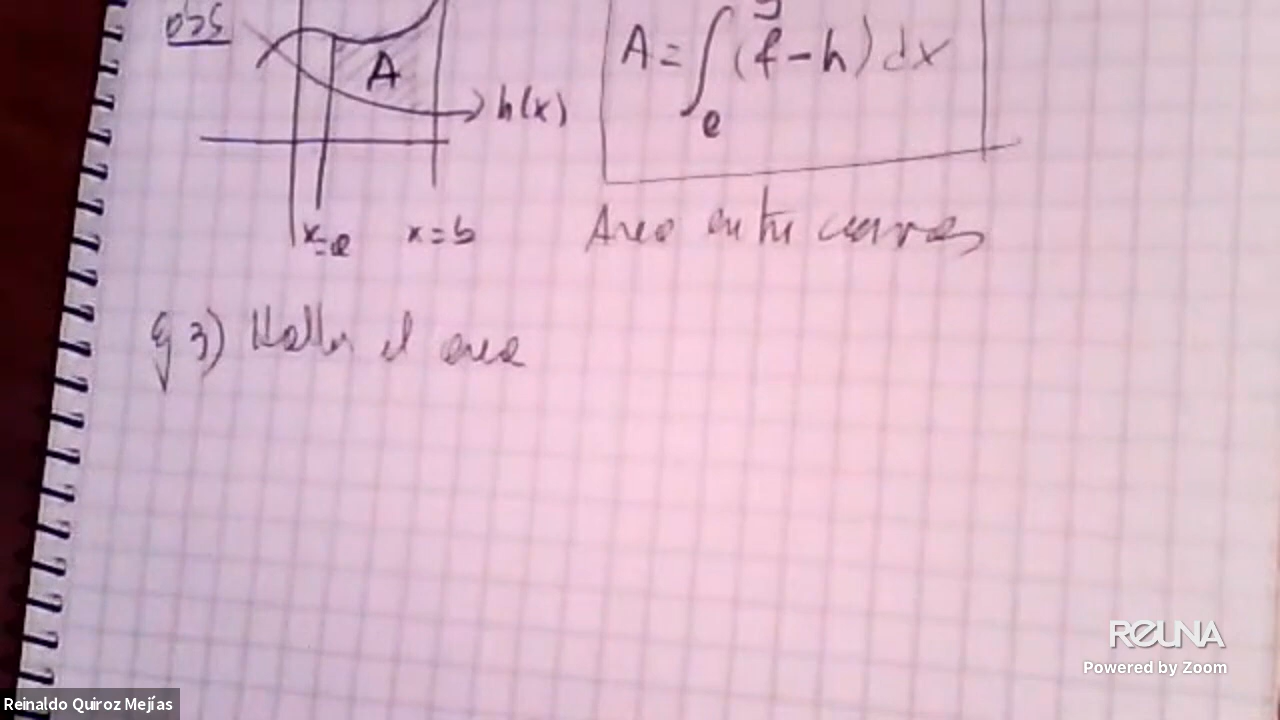 obs
A
h(x)
A = ∫ (f - h) dx
e
x=a x=b
Area entre curvas
Ej 3) Hallar el area
REUNA
Powered by Zoom
Reinaldo Quiroz Mejías